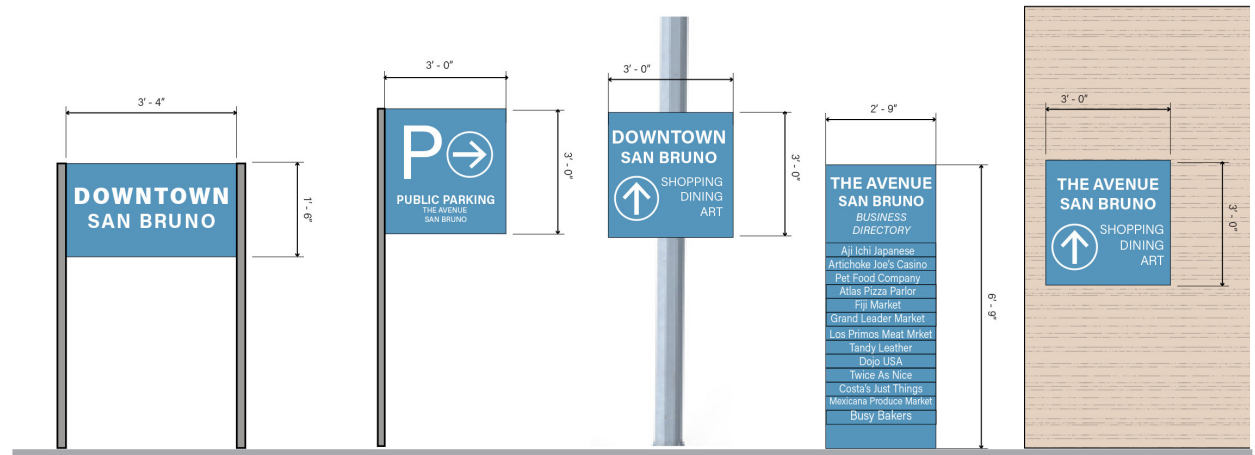 3' - 4"
1' - 6"
DOWNTOWN
SAN BRUNO
3' - 0"
3' - 0"
P
PUBLIC PARKING
THE AVENUE
SAN BRUNO
3' - 0"
3' - 0"
DOWNTOWN
SAN BRUNO
SHOPPING
DINING
ART
2' - 9"
6' - 9"
THE AVENUE
SAN BRUNO
BUSINESS
DIRECTORY
Aji Ichi Japanese
Artichoke Joe's Casino
Pet Food Company
Atlas Pizza Parlor
Fiji Market
Grand Leader Market
Los Primos Meat Mrket
Tandy Leather
Dojo USA
Twice As Nice
Costa's Just Things
Mexicana Produce Market
Busy Bakers
3' - 0"
3' - 0"
THE AVENUE
SAN BRUNO
SHOPPING
DINING
ART